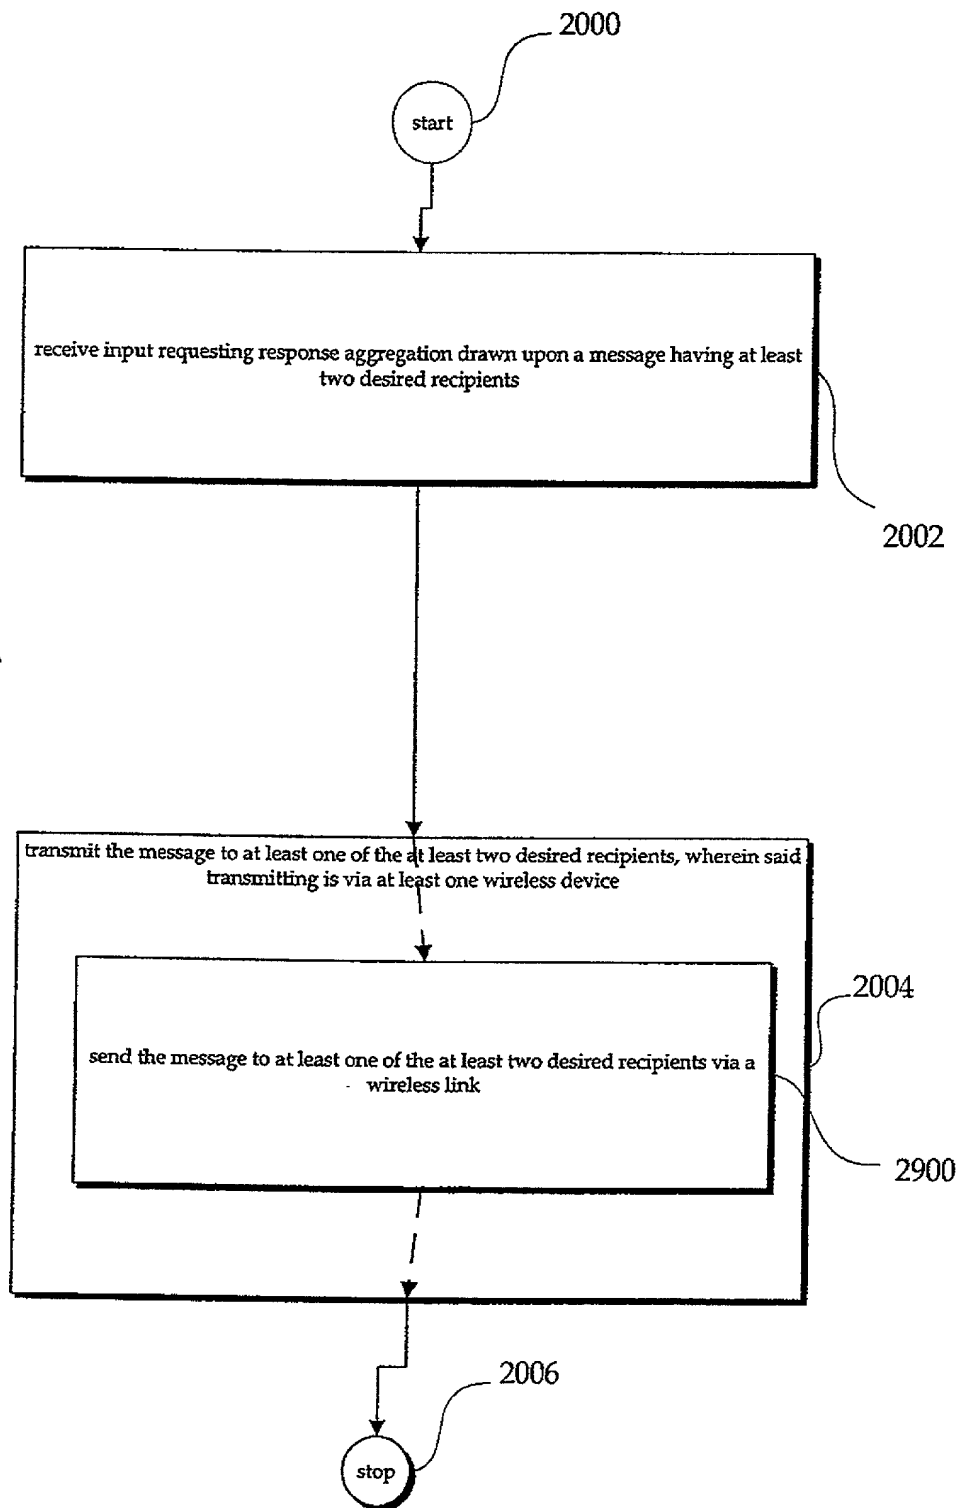 2000
start
receive input requesting response aggregation drawn upon a message having at least
two desired recipients
2002
transmit the message to at least one of the at least two desired recipients, wherein said
transmitting is via at least one wireless device
2004
send the message to at least one of the at least two desired recipients via a
wireless link
2900
2006
stop